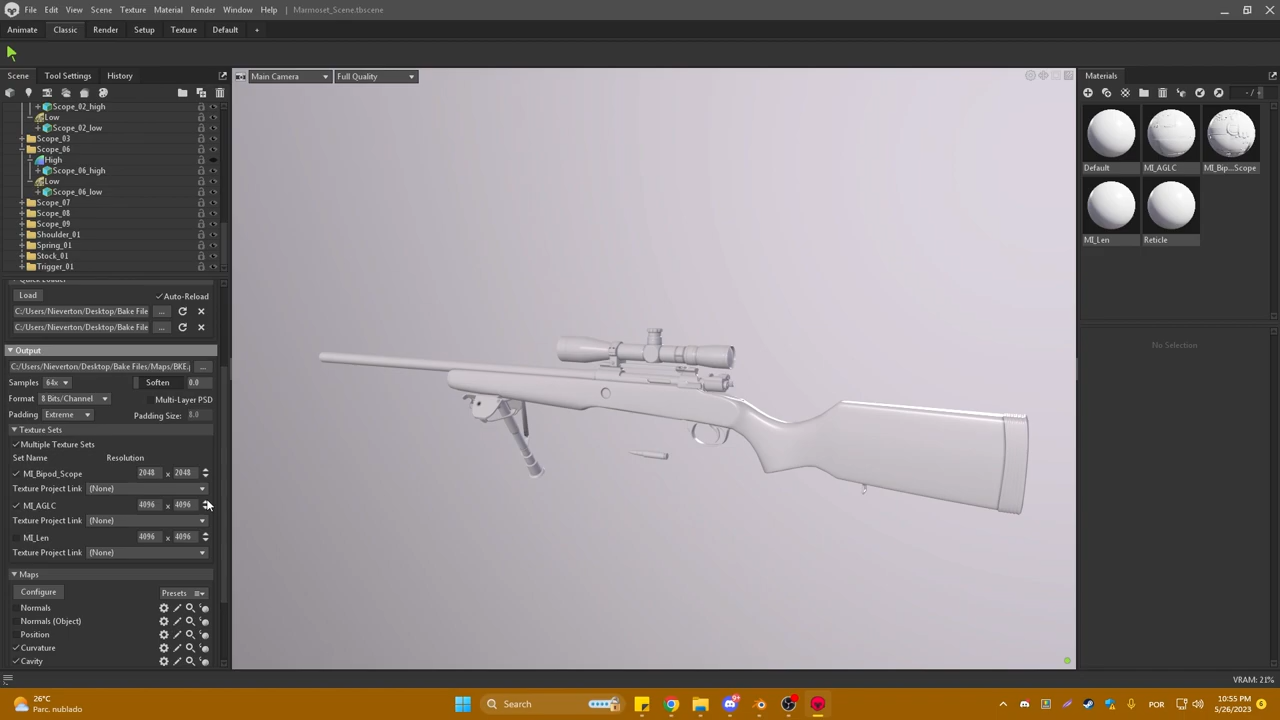 File Edit View Scene Texture Material Render Window Help Marmoset_Scene.tbscene
Animate Classic Render Setup Texture Default +
Scene Tool Settings History
Main Camera Full Quality
Materials
- /
Scope_02_high
Low
Scope_02_low
Scope_03
Scope_06
High
Scope_06_high
Low
Scope_06_low
Scope_07
Scope_08
Scope_09
Shoulder_01
Spring_01
Stock_01
Trigger_01
Default MI_AGLC MI_Bip...Scope
MI_Len Reticle
No Selection
Quick Loader
Load Auto-Reload
C:/Users/Nieverton/Desktop/Bake File ...
C:/Users/Nieverton/Desktop/Bake File ...
Output
C:/Users/Nieverton/Desktop/Bake Files/Maps/BKE.p ...
Samples 64x Soften 0.0
Format 8 Bits/Channel Multi-Layer PSD
Padding Extreme Padding Size: 8.0
Texture Sets
Multiple Texture Sets
Set Name Resolution
MI_Bipod_Scope 2048 x 2048
Texture Project Link (None)
MI_AGLC 4096 x 4096
Texture Project Link (None)
MI_Len 4096 x 4096
Texture Project Link (None)
Maps
Configure Presets
Normals
Normals (Object)
Position
Curvature
Cavity
VRAM: 21%
26°C
Parc. nublado
Search
POR
10:55 PM
5/26/2023